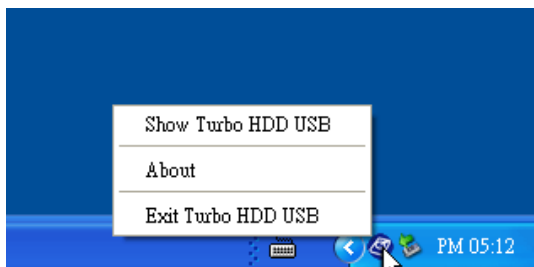 Show Turbo HDD USB
About
Exit Turbo HDD USB
PM 05:12